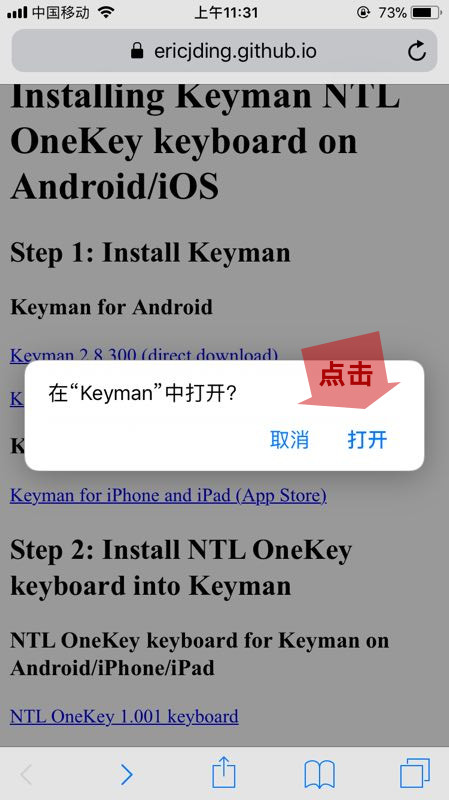 中国移动
上午11:31
73%
ericjding.github.io
Installing Keyman NTL
OneKey keyboard on
Android/iOS
Step 1: Install Keyman
Keyman for Android
Keyman 2.8.300 (direct download)
K
K
在“Keyman”中打开?
点击
取消
打开
Keyman for iPhone and iPad (App Store)
Step 2: Install NTL OneKey
keyboard into Keyman
NTL OneKey keyboard for Keyman on
Android/iPhone/iPad
NTL OneKey 1.001 keyboard